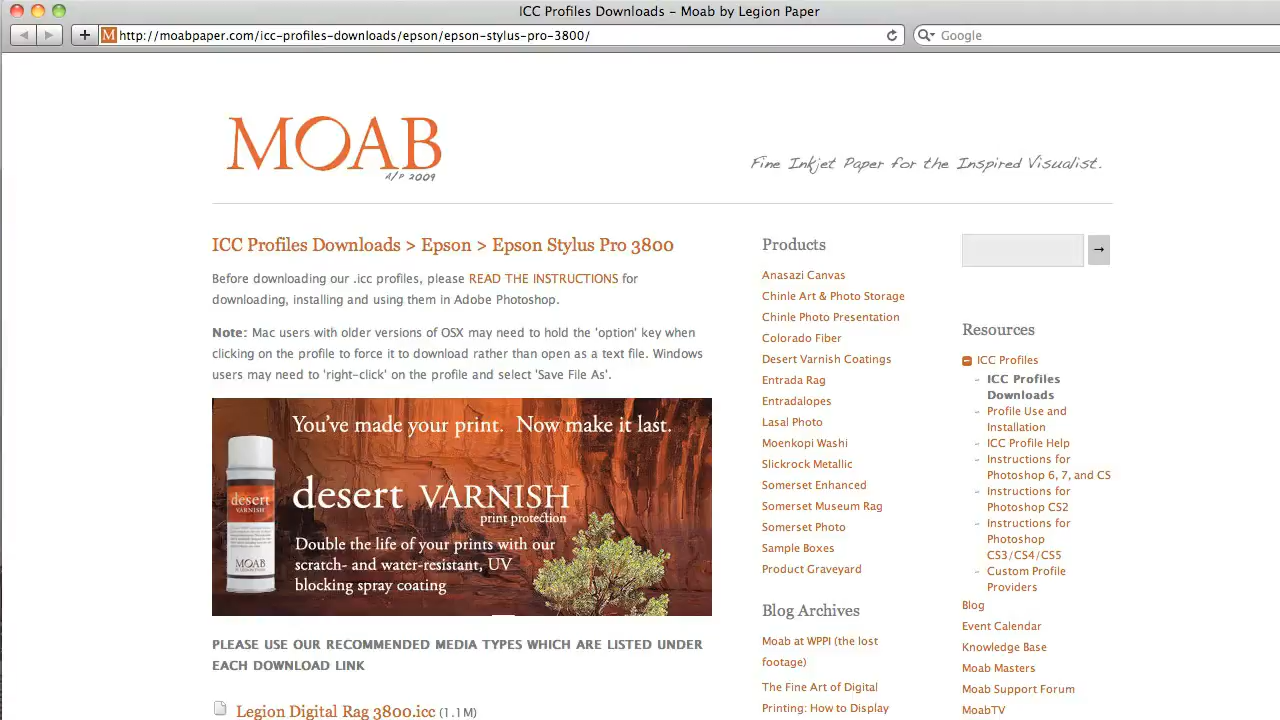 ICC Profiles Downloads – Moab by Legion Paper
http://moabpaper.com/icc-profiles-downloads/epson/epson-stylus-pro-3800/
Google
MOAB
A/P 2009
Fine Inkjet Paper for the Inspired Visualist.
ICC Profiles Downloads > Epson > Epson Stylus Pro 3800
Before downloading our .icc profiles, please READ THE INSTRUCTIONS for
downloading, installing and using them in Adobe Photoshop.
Note: Mac users with older versions of OSX may need to hold the 'option' key when
clicking on the profile to force it to download rather than open as a text file. Windows
users may need to 'right-click' on the profile and select 'Save File As'.
You've made your print. Now make it last.
desert VARNISH
print protection
Double the life of your prints with our
scratch- and water-resistant, UV
blocking spray coating
desert
VARNISH
MOAB
PLEASE USE OUR RECOMMENDED MEDIA TYPES WHICH ARE LISTED UNDER
EACH DOWNLOAD LINK
Legion Digital Rag 3800.icc (1.1M)
Products
Anasazi Canvas
Chinle Art & Photo Storage
Chinle Photo Presentation
Colorado Fiber
Desert Varnish Coatings
Entrada Rag
Entradalopes
Lasal Photo
Moenkopi Washi
Slickrock Metallic
Somerset Enhanced
Somerset Museum Rag
Somerset Photo
Sample Boxes
Product Graveyard
Blog Archives
Moab at WPPI (the lost
footage)
The Fine Art of Digital
Printing: How to Display
→
Resources
ICC Profiles
– ICC Profiles
Downloads
– Profile Use and
Installation
– ICC Profile Help
– Instructions for
Photoshop 6, 7, and CS
– Instructions for
Photoshop CS2
– Instructions for
Photoshop
CS3/CS4/CS5
– Custom Profile
Providers
Blog
Event Calendar
Knowledge Base
Moab Masters
Moab Support Forum
MoabTV